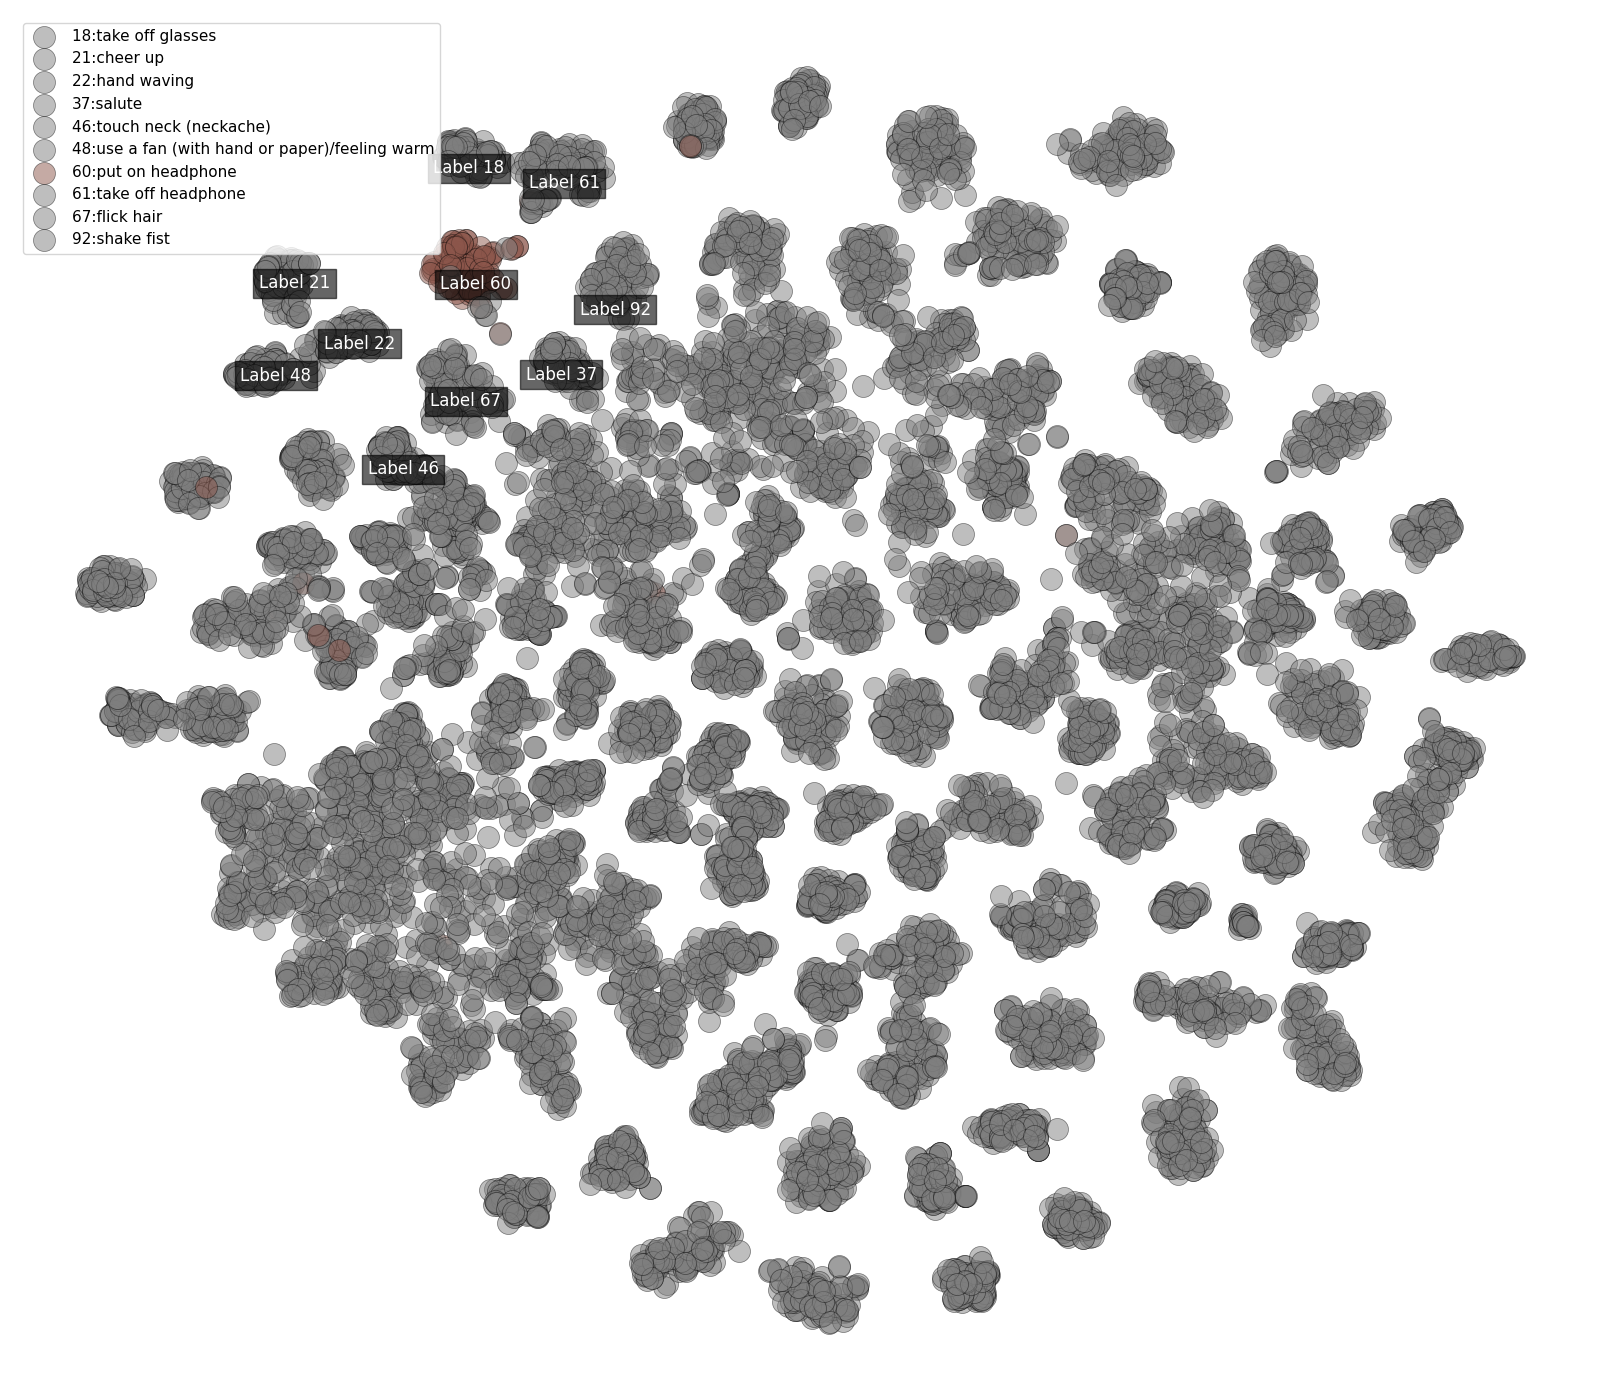 18:take off glasses
21:cheer up
22:hand waving
37:salute
46:touch neck (neckache)
48:use a fan (with hand or paper)/feeling warm
60:put on headphone
61:take off headphone
67:flick hair
92:shake fist
Label 18
Label 61
Label 21
Label 60
Label 92
Label 22
Label 48
Label 37
Label 67
Label 46